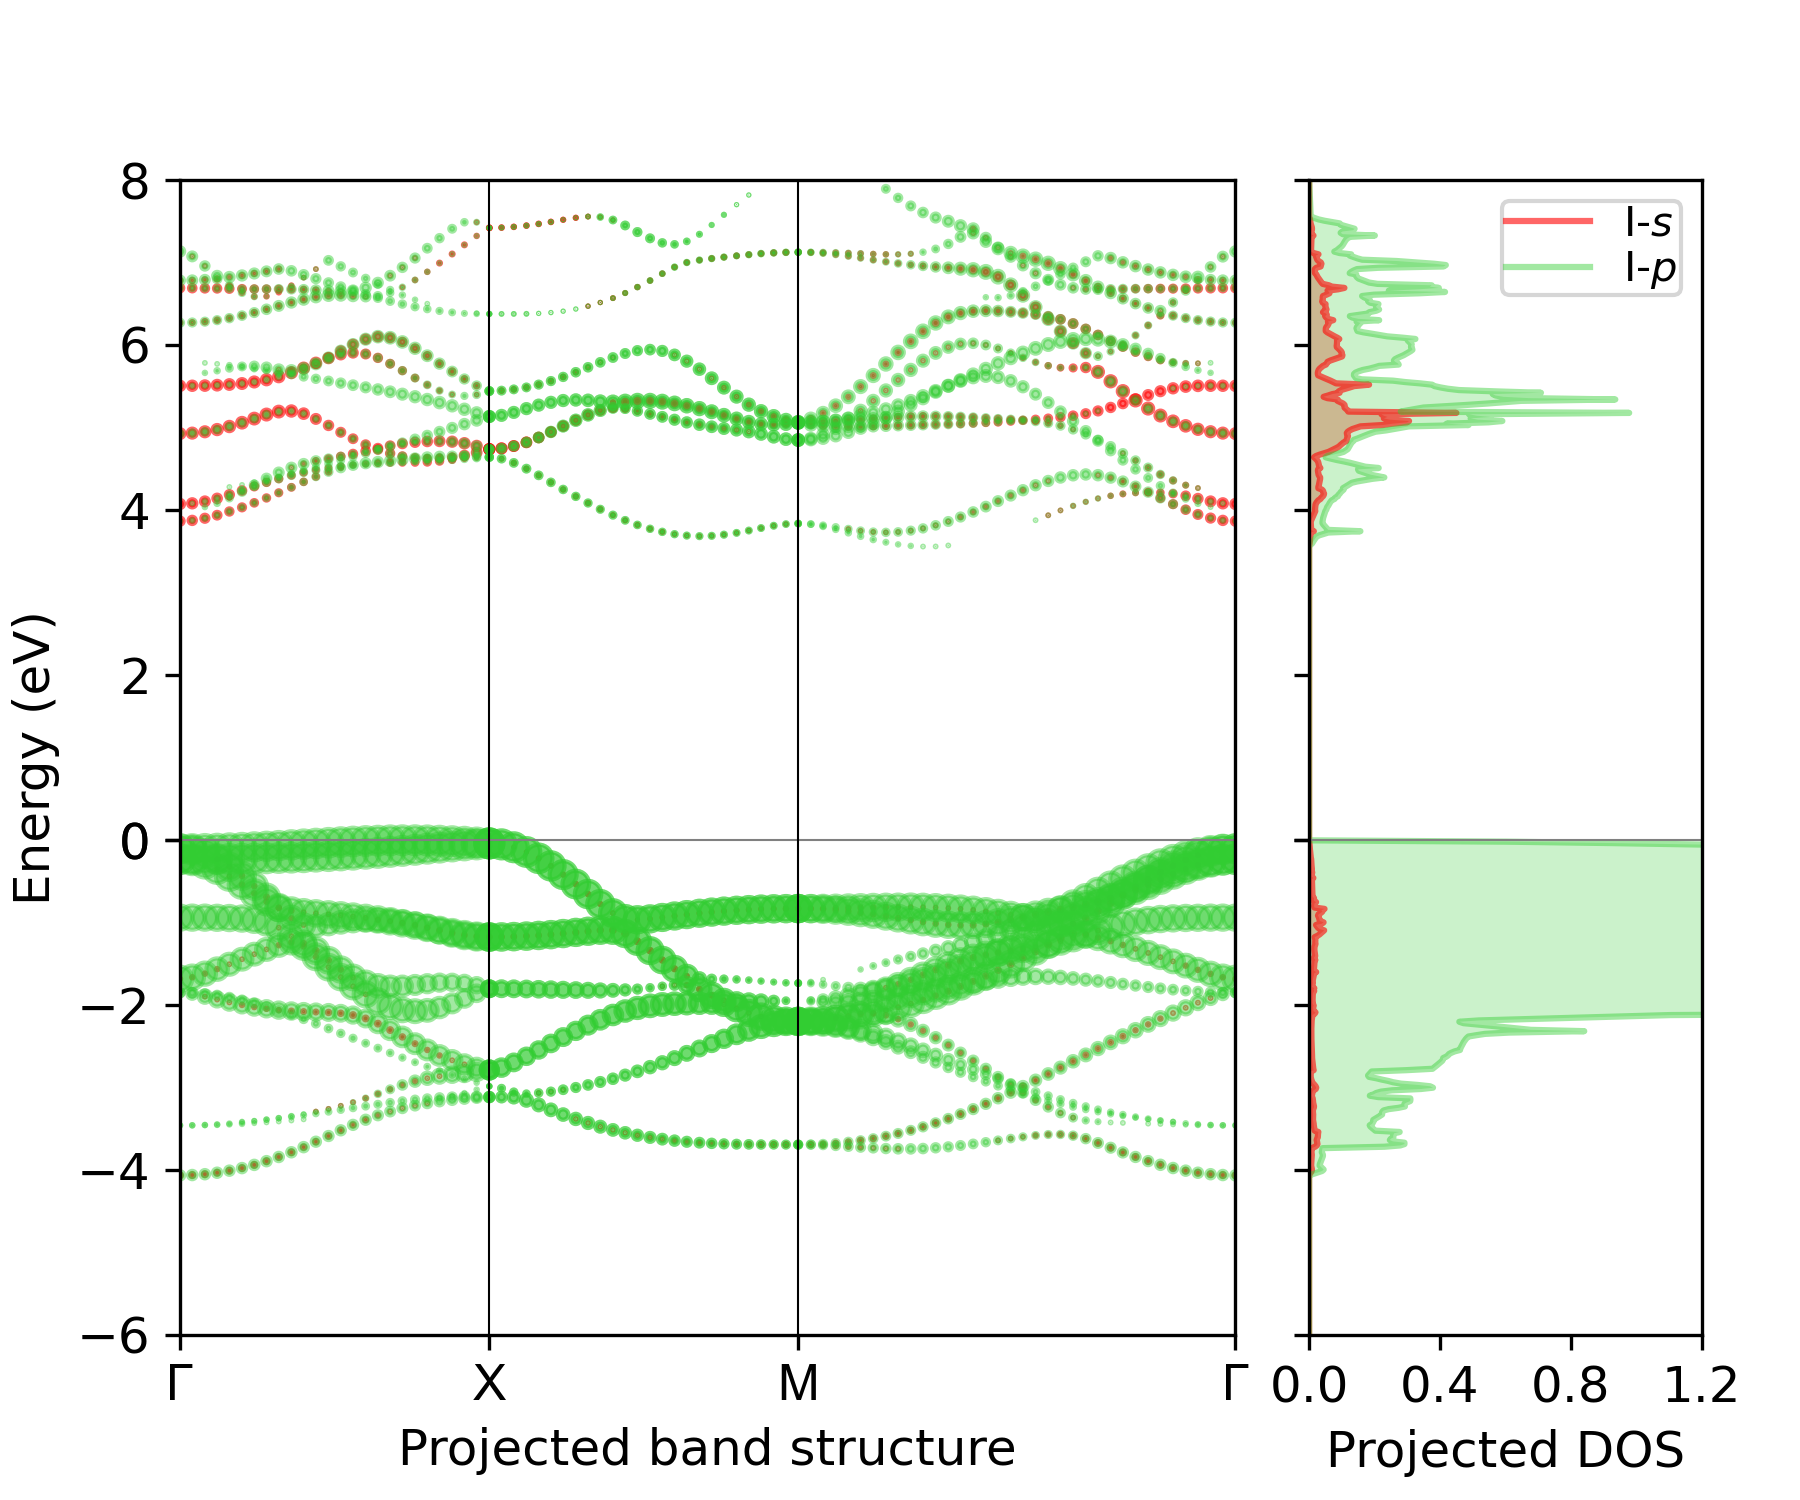 8
6
4
2
0
−2
−4
−6
Energy (eV)
Γ
X
M
Γ
Projected band structure
I-s
I-p
0.0
0.4
0.8
1.2
Projected DOS